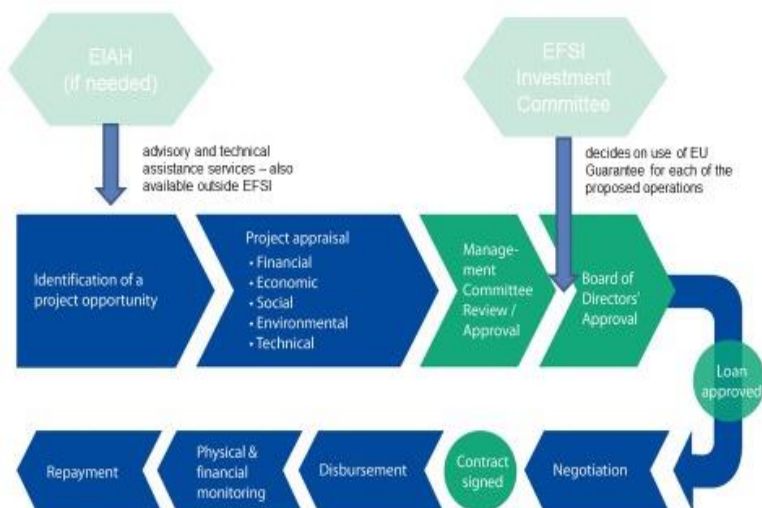 EIAH
(if needed)
EFSI
Investment
Committee
advisory and technical
assistance services – also
available outside EFSI
decides on use of EU
Guarantee for each of the
proposed operations
Identification of a
project opportunity
Project appraisal
• Financial
• Economic
• Social
• Environmental
• Technical
Manage-
ment
Committee
Review /
Approval
Board of
Directors'
Approval
Loan
approved
Repayment
Physical &
financial
monitoring
Disbursement
Contract
signed
Negotiation